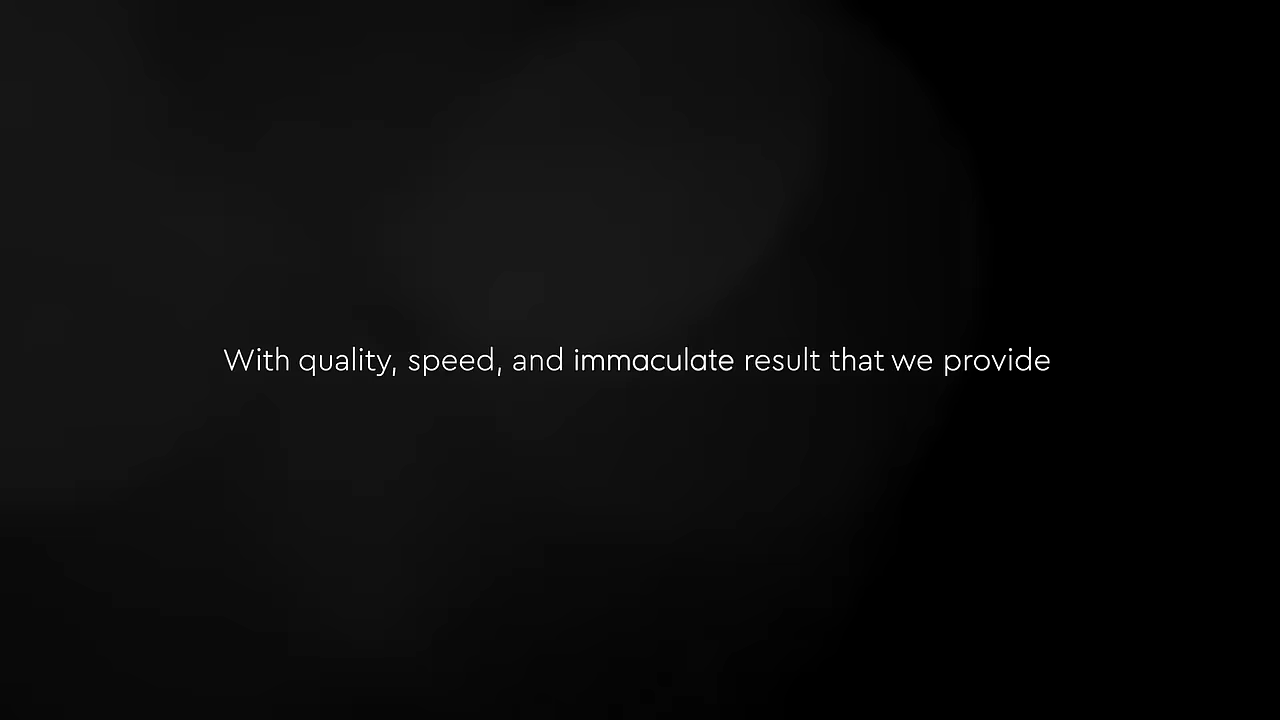 With quality, speed, and immaculate result that we provide